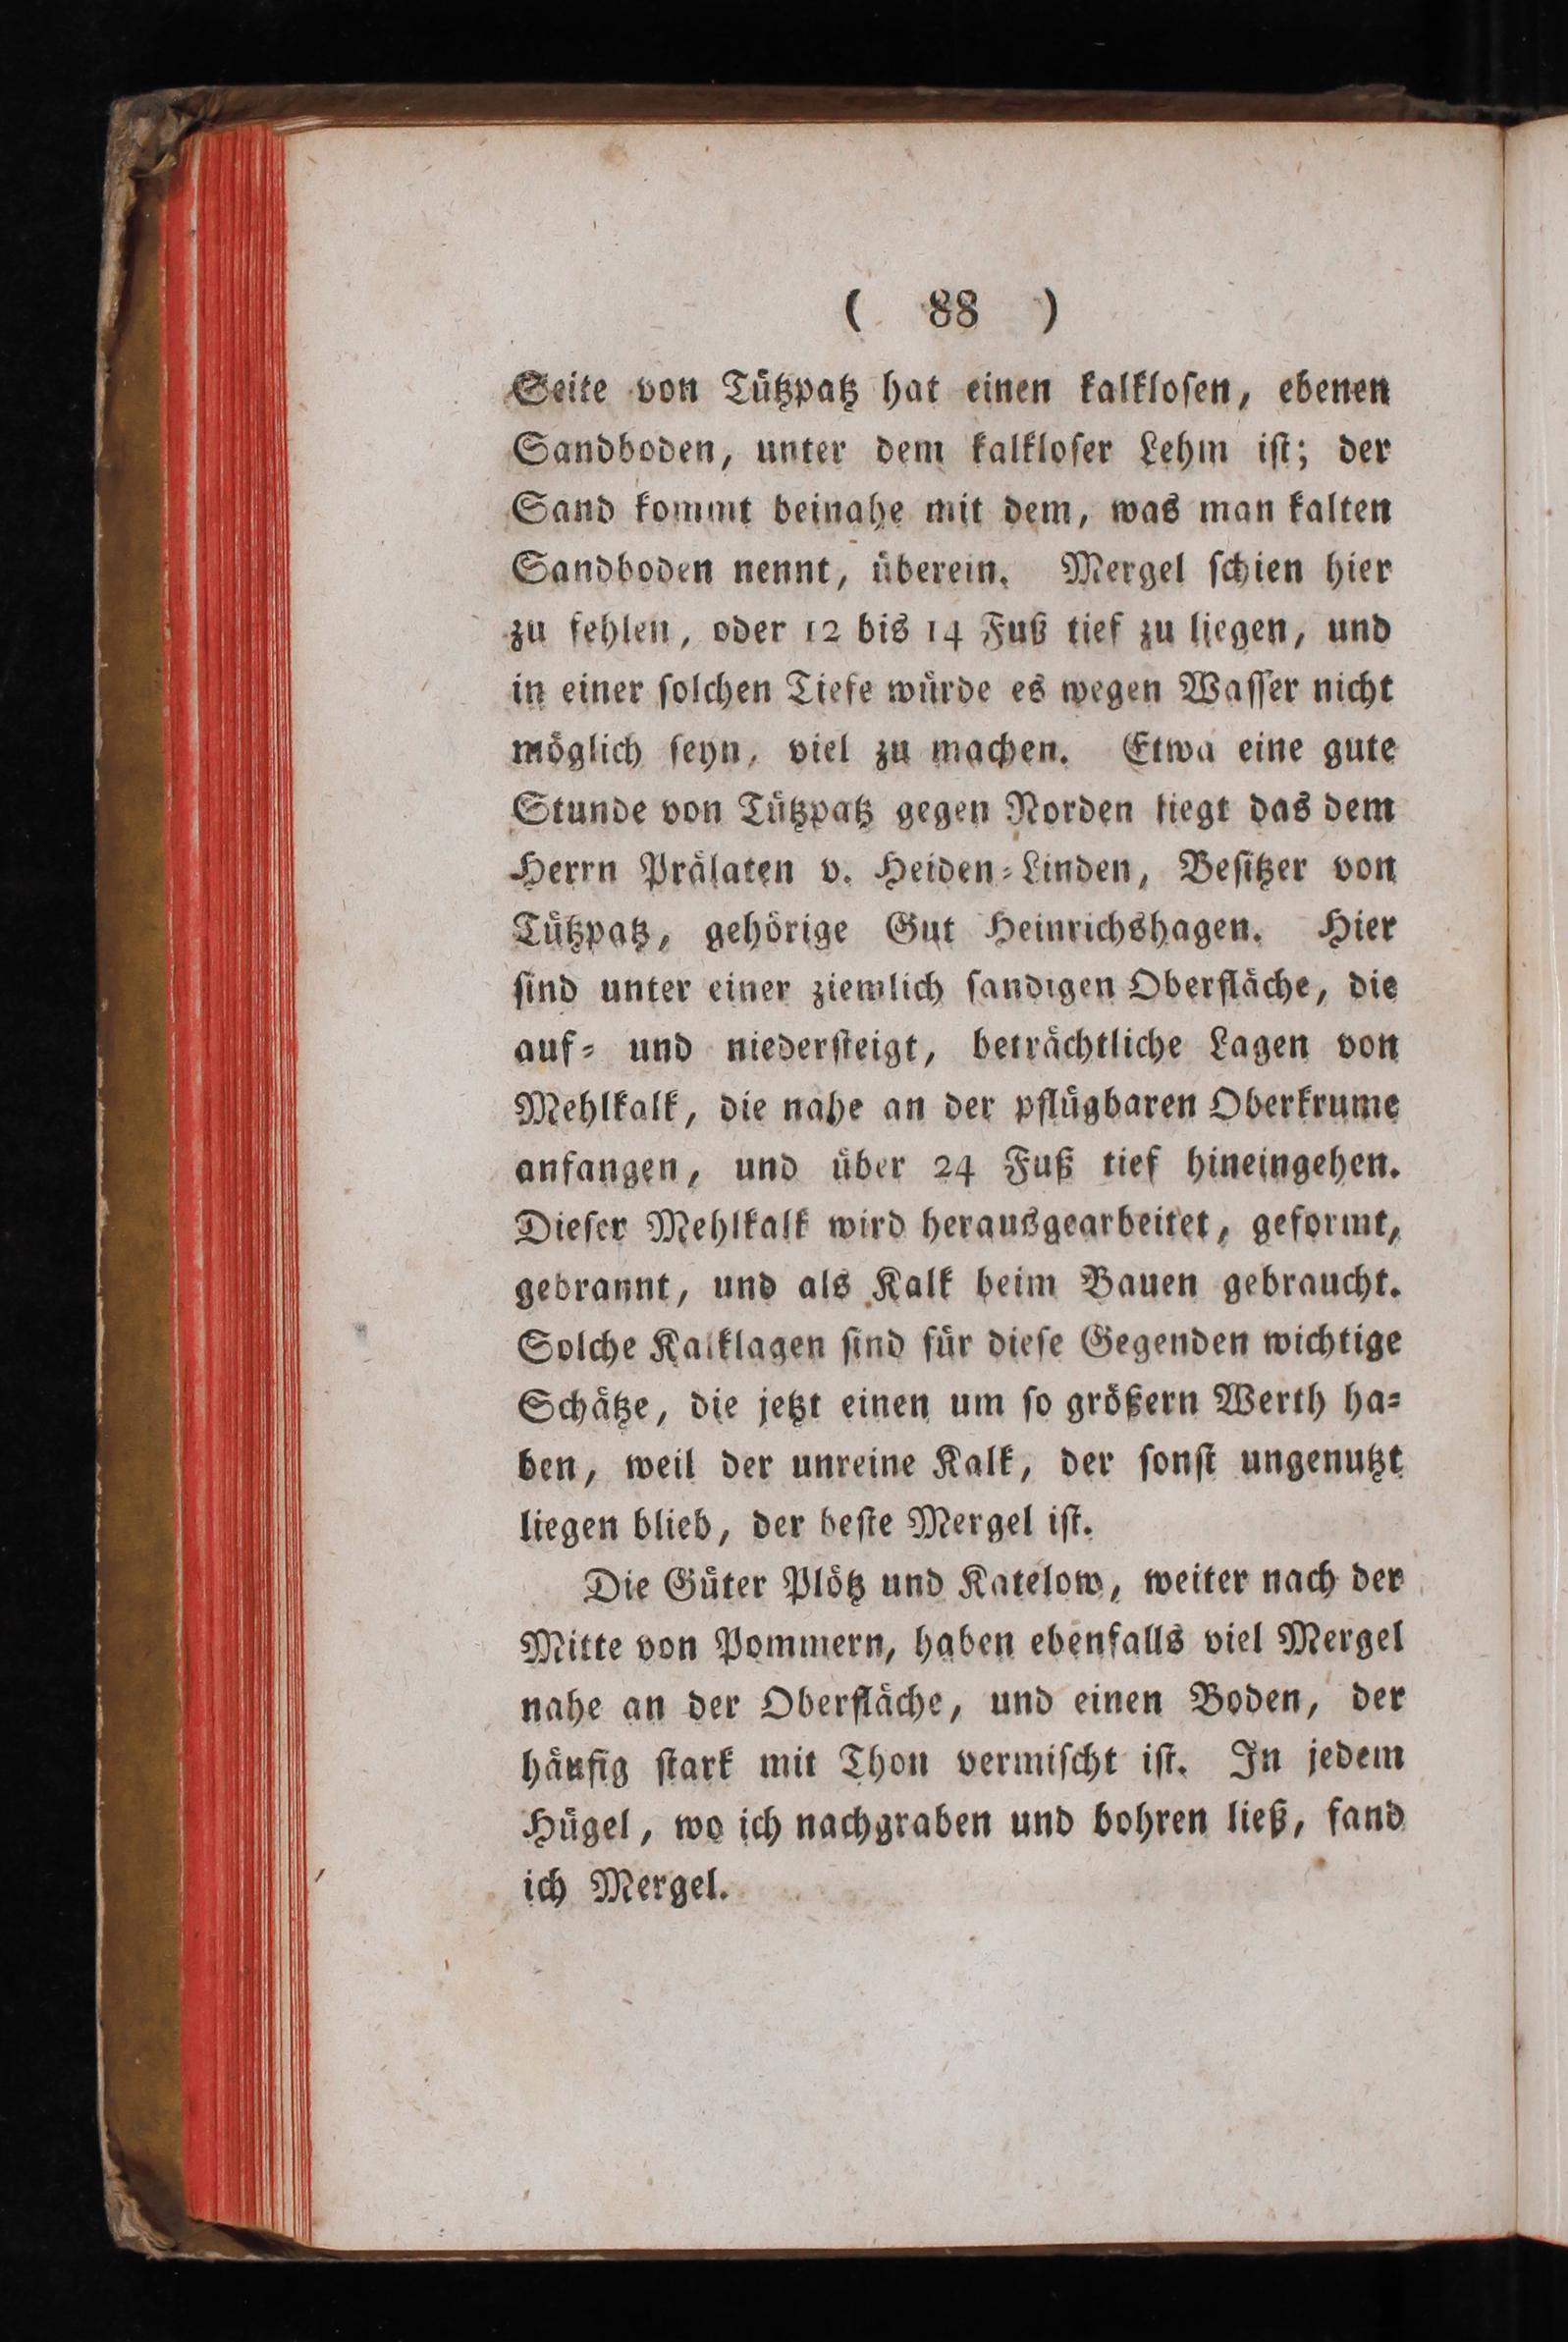 ( 88 )
Seite von Tützpatz hat einen kalklosen, ebenen
Sandboden, unter dem kalkloser Lehm ist; der
Sand kommt beinahe mit dem, was man kalten
Sandboden nennt, überein. Mergel schien hier
zu fehlen, oder 12 bis 14 Fuß tief zu liegen, und
in einer solchen Tiefe würde es wegen Wasser nicht
möglich seyn, viel zu machen. Etwa eine gute
Stunde von Tützpatz gegen Norden liegt das dem
Herrn Prälaten v. Heiden-Linden, Besitzer von
Tützpatz, gehörige Gut Heinrichshagen. Hier
sind unter einer ziemlich sandigen Oberfläche, die
auf- und niedersteigt, beträchtliche Lagen von
Mehlkalk, die nahe an der pflügbaren Oberkrume
anfangen, und über 24 Fuß tief hineingehen.
Dieser Mehlkalk wird herausgearbeitet, geformt,
gebrannt, und als Kalk beim Bauen gebraucht.
Solche Kalklagen sind für diese Gegenden wichtige
Schätze, die jetzt einen um so größern Werth ha-
ben, weil der unreine Kalk, der sonst ungenutzt
liegen blieb, der beste Mergel ist.
Die Güter Plötz und Katelow, weiter nach der
Mitte von Pommern, haben ebenfalls viel Mergel
nahe an der Oberfläche, und einen Boden, der
häufig stark mit Thon vermischt ist. In jedem
Hügel, wo ich nachgraben und bohren ließ, fand
ich Mergel.